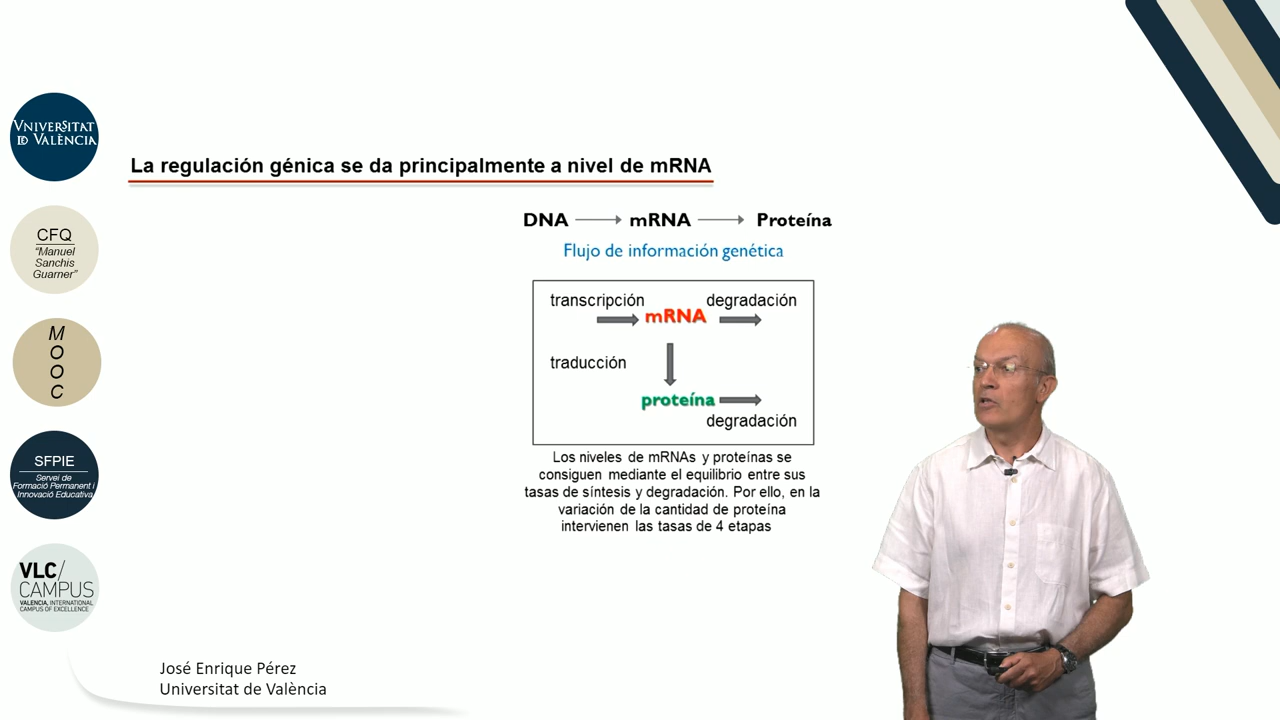 VNIVERSITAT
ID VALÈNCIA
CFQ
"Manuel
Sanchis
Guarner"
M
O
O
C
SFPIE
Servei de
Formació Permanent i
Innovació Educativa
VLC/
CAMPUS
VALENCIA, INTERNATIONAL
CAMPUS OF EXCELLENCE
La regulación génica se da principalmente a nivel de mRNA
DNA → mRNA → Proteína
Flujo de información genética
transcripción degradación
mRNA
traducción
proteína
degradación
Los niveles de mRNAs y proteínas se
consiguen mediante el equilibrio entre sus
tasas de síntesis y degradación. Por ello, en la
variación de la cantidad de proteína
intervienen las tasas de 4 etapas
José Enrique Pérez
Universitat de València